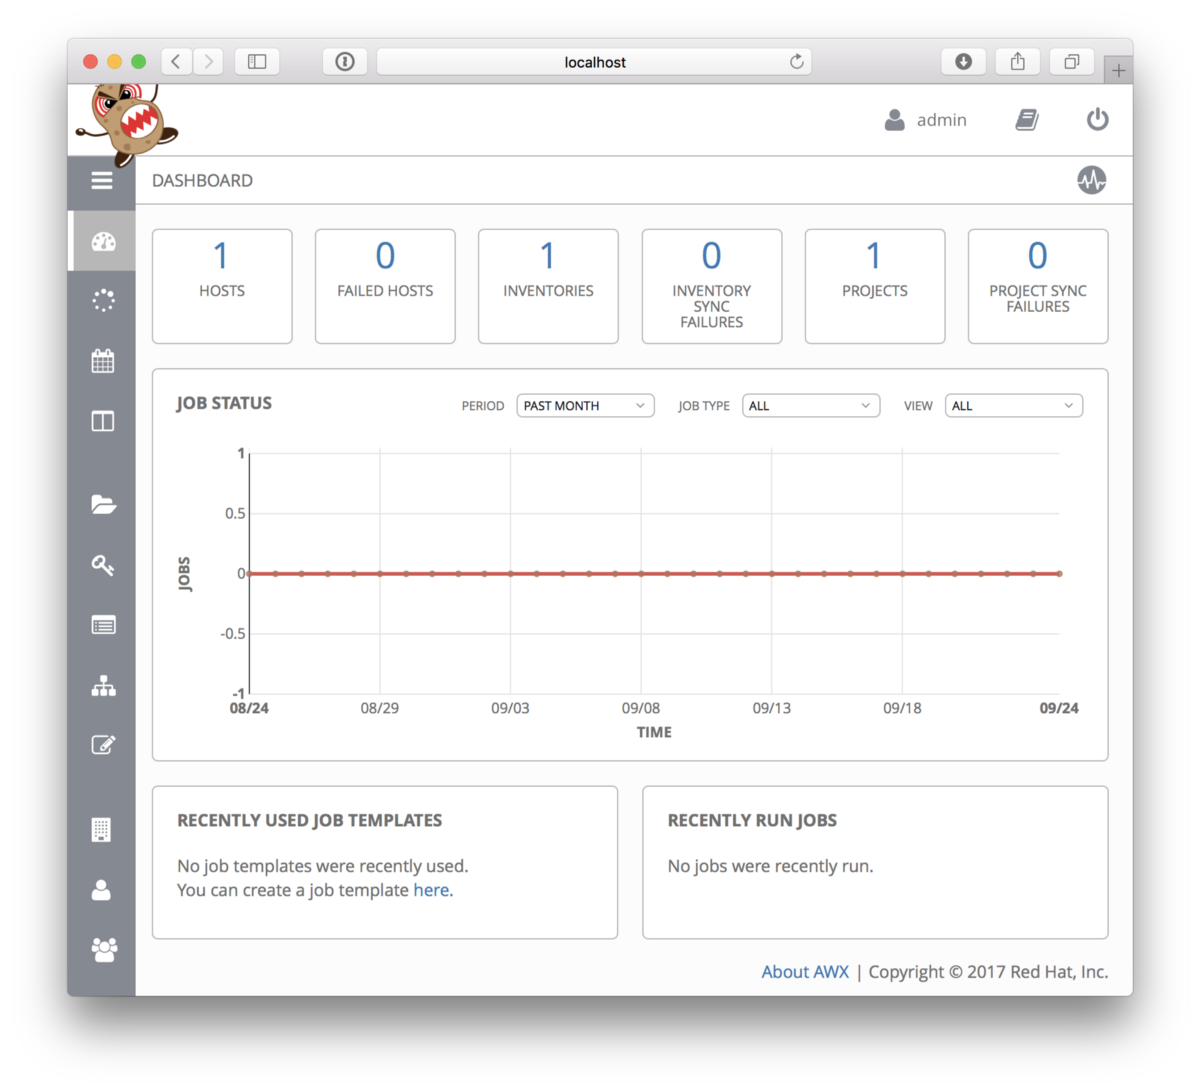 localhost
admin
DASHBOARD
1
HOSTS
0
FAILED HOSTS
1
INVENTORIES
0
INVENTORY
SYNC
FAILURES
1
PROJECTS
0
PROJECT SYNC
FAILURES
JOB STATUS
PERIOD
PAST MONTH
JOB TYPE
ALL
VIEW
ALL
1
0.5
0
-0.5
-1
JOBS
08/24
08/29
09/03
09/08
09/13
09/18
09/24
TIME
RECENTLY USED JOB TEMPLATES
No job templates were recently used.
You can create a job template here.
RECENTLY RUN JOBS
No jobs were recently run.
About AWX | Copyright © 2017 Red Hat, Inc.